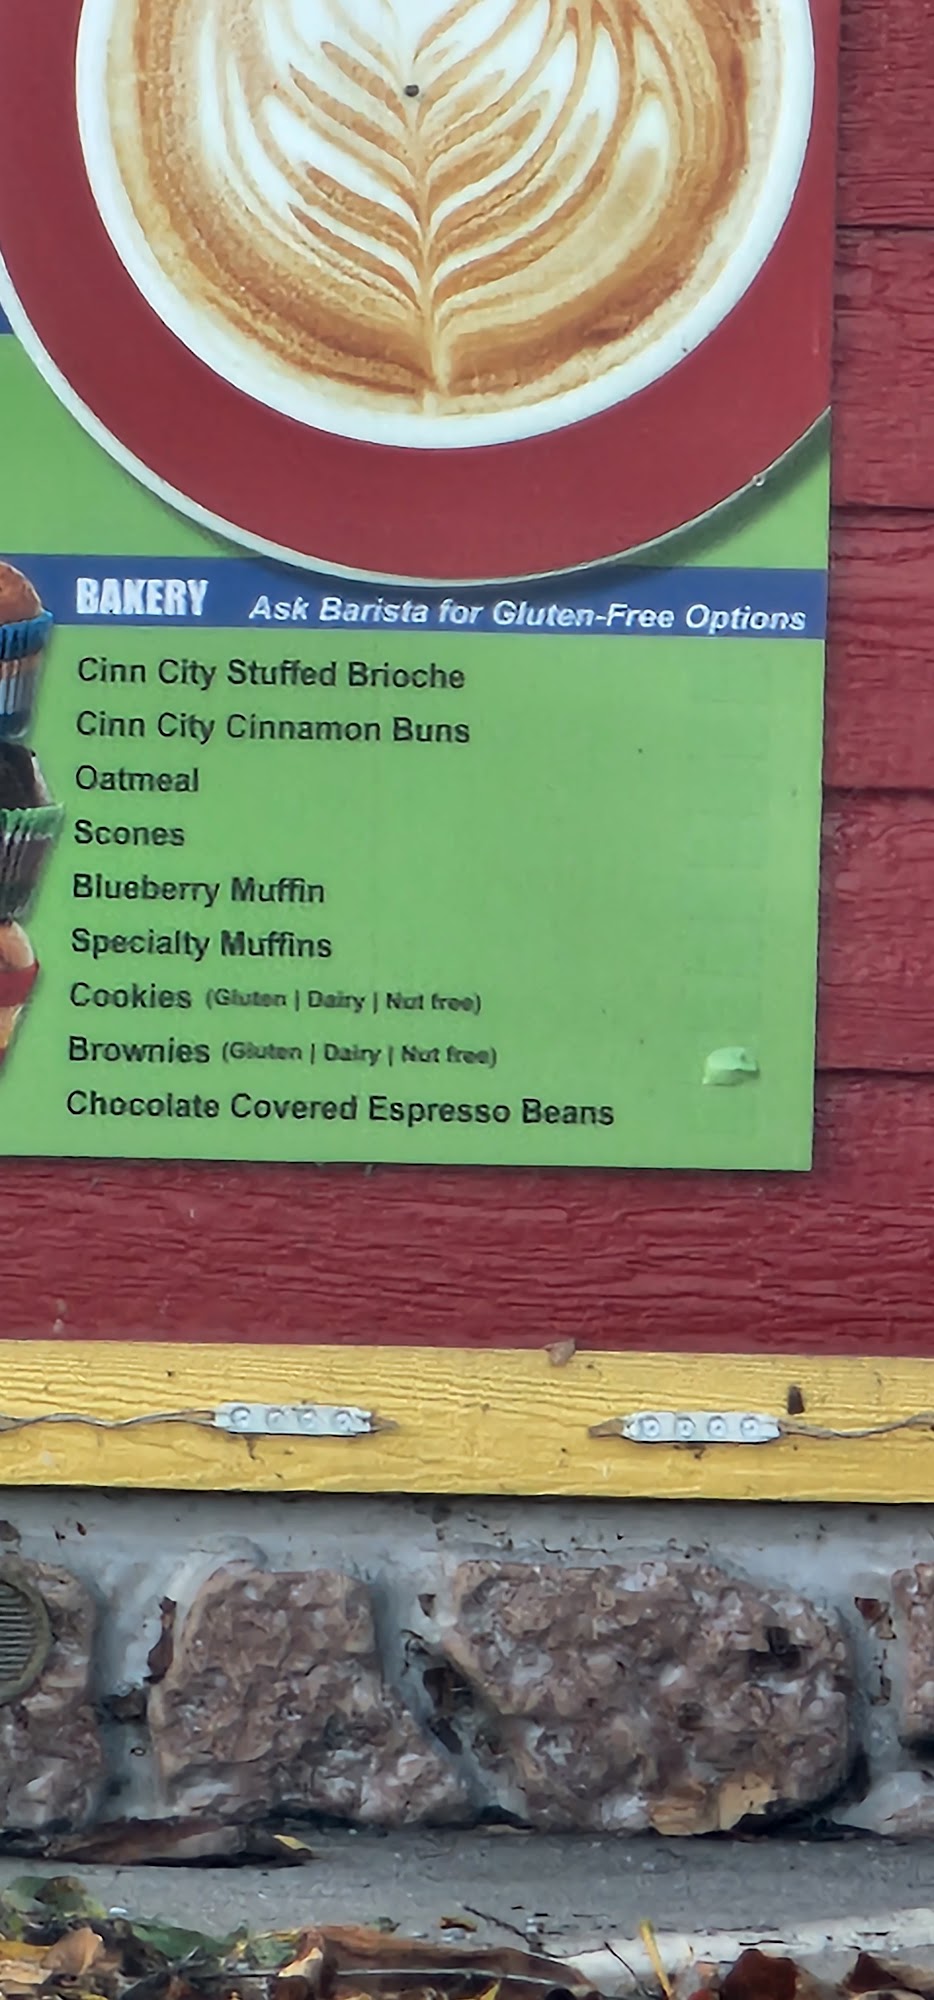 BAKERY Ask Barista for Gluten-Free Options
Cinn City Stuffed Brioche
Cinn City Cinnamon Buns
Oatmeal
Scones
Blueberry Muffin
Specialty Muffins
Cookies (Gluten | Dairy | Nut free)
Brownies (Gluten | Dairy | Nut free)
Chocolate Covered Espresso Beans